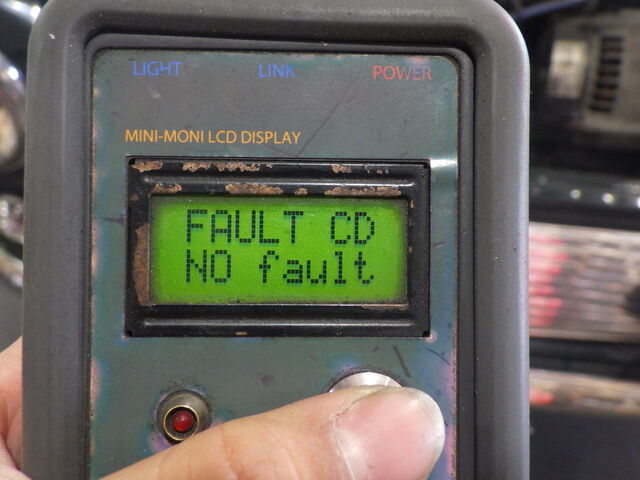 LIGHT LINK POWER
MINI-MONI LCD DISPLAY
FAULT CD
NO fault